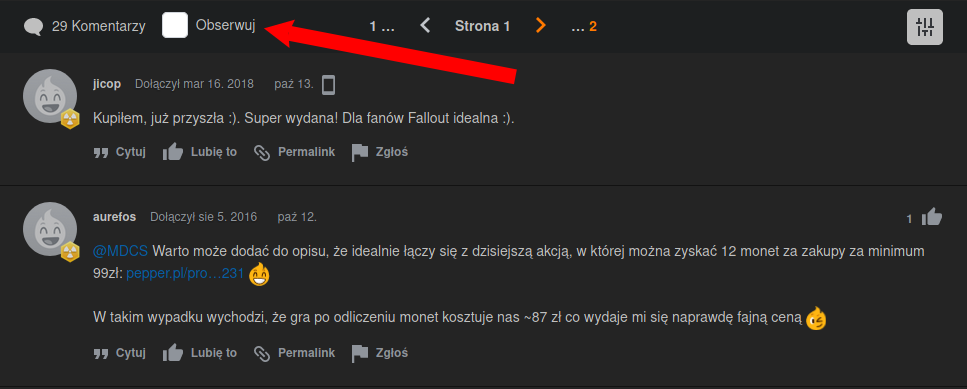 29 Komentarzy Obserwuj 1 ... Strona 1 ... 2
jicop Dołączył mar 16. 2018 paź 13.
Kupiłem, już przyszła :). Super wydana! Dla fanów Fallout idealna :).
Cytuj Lubię to Permalink Zgłoś
aurefos Dołączył sie 5. 2016 paź 12. 1
@MDCS Warto może dodać do opisu, że idealnie łączy się z dzisiejszą akcją, w której można zyskać 12 monet za zakupy za minimum
99zł: pepper.pl/pro…231
W takim wypadku wychodzi, że gra po odliczeniu monet kosztuje nas ~87 zł co wydaje mi się naprawdę fajną ceną
Cytuj Lubię to Permalink Zgłoś